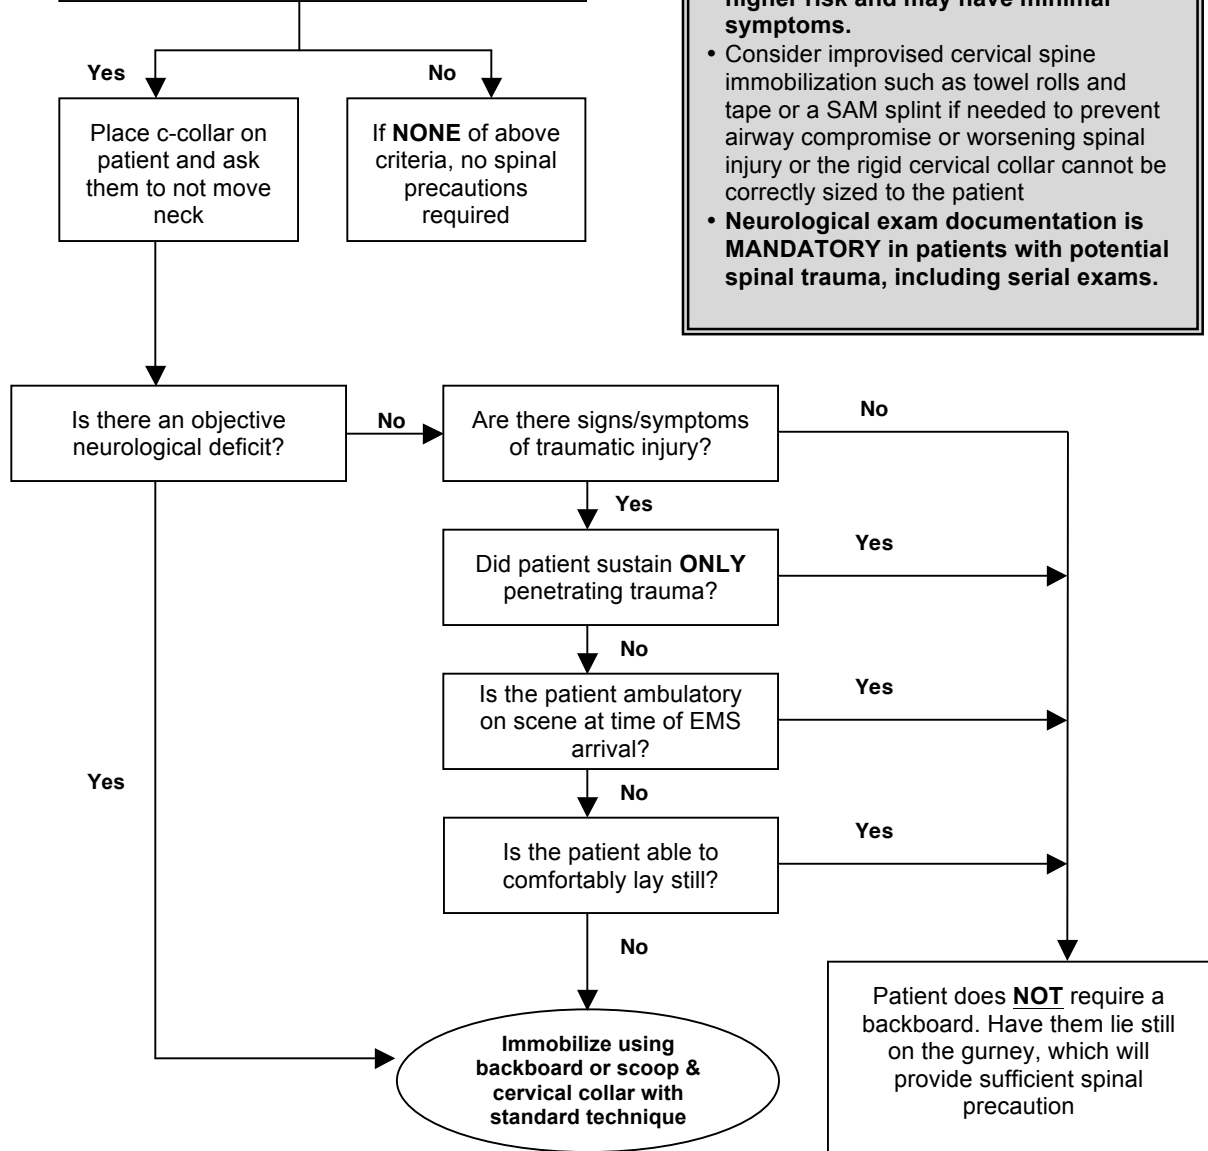 higher risk and may have minimal
symptoms.
• Consider improvised cervical spine
immobilization such as towel rolls and
tape or a SAM splint if needed to prevent
airway compromise or worsening spinal
injury or the rigid cervical collar cannot be
correctly sized to the patient
• Neurological exam documentation is
MANDATORY in patients with potential
spinal trauma, including serial exams.
Yes
No
Place c-collar on
patient and ask
them to not move
neck
If NONE of above
criteria, no spinal
precautions
required
Is there an objective
neurological deficit?
No
Are there signs/symptoms
of traumatic injury?
No
Yes
Did patient sustain ONLY
penetrating trauma?
Yes
No
Is the patient ambulatory
on scene at time of EMS
arrival?
Yes
No
Yes
Is the patient able to
comfortably lay still?
Yes
No
Immobilize using
backboard or scoop &
cervical collar with
standard technique
Patient does NOT require a
backboard. Have them lie still
on the gurney, which will
provide sufficient spinal
precaution